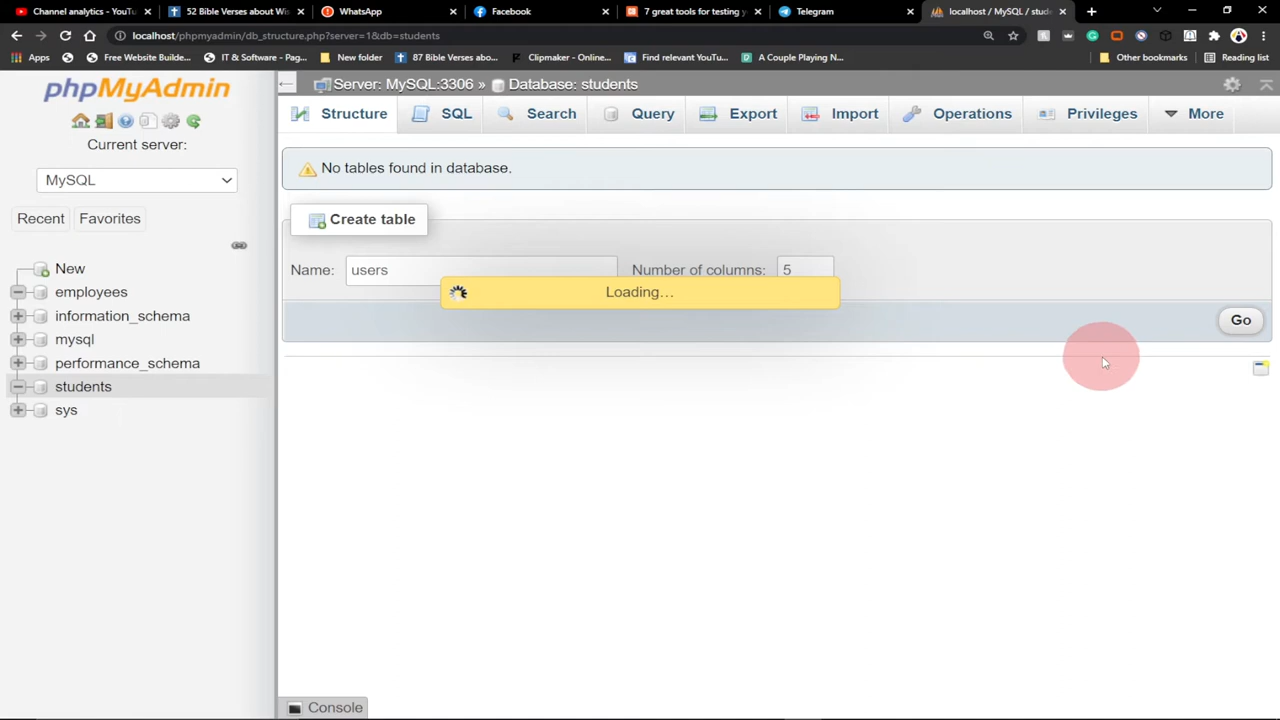 Channel analytics - YouTu
52 Bible Verses about Wis
WhatsApp
Facebook
7 great tools for testing y
Telegram
localhost / MySQL / stude
localhost/phpmyadmin/db_structure.php?server=1&db=students
Apps
Free Website Builde...
IT & Software - Pag...
New folder
87 Bible Verses abo...
Clipmaker - Online...
Find relevant YouTu...
A Couple Playing N...
Other bookmarks
Reading list
phpMyAdmin
Current server:
MySQL
Recent
Favorites
New
employees
information_schema
mysql
performance_schema
students
sys
Server: MySQL:3306 » Database: students
Structure
SQL
Search
Query
Export
Import
Operations
Privileges
More
No tables found in database.
Create table
Name: users Number of columns: 5
Loading…
Go
Console